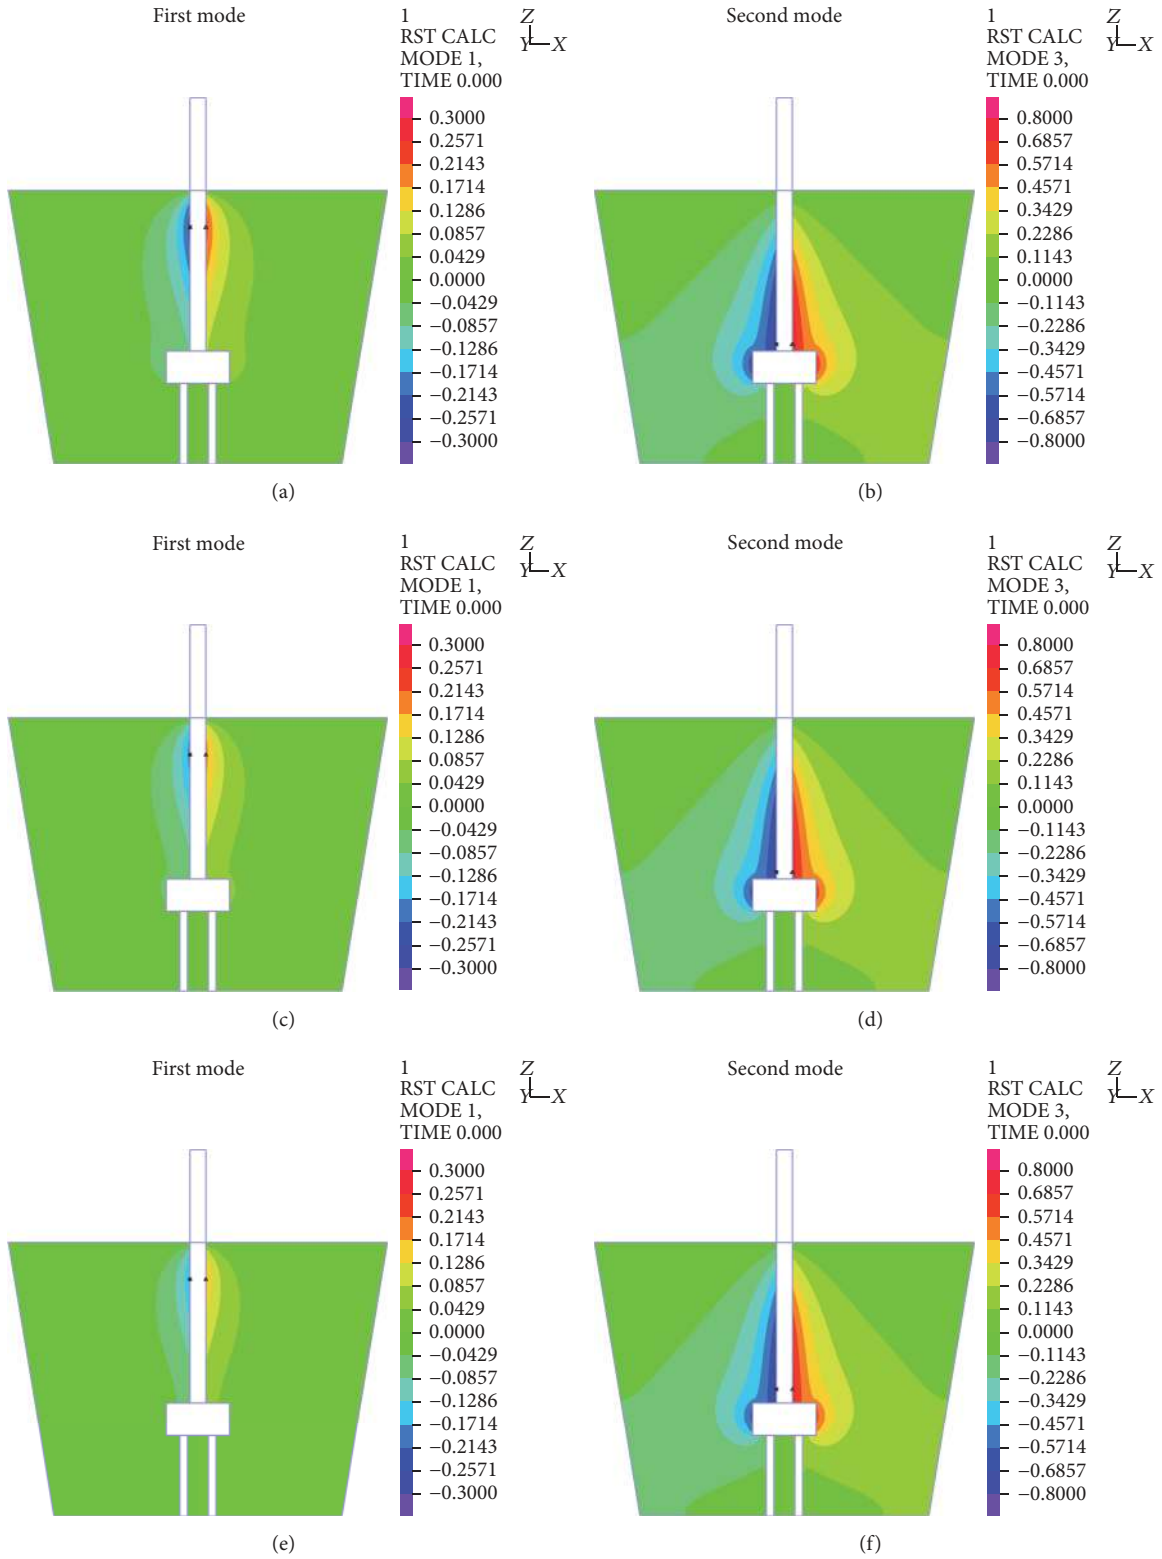 First mode
1
Z
Y X
RST CALC
MODE 1,
TIME 0.000
0.3000
0.2571
0.2143
0.1714
0.1286
0.0857
0.0429
0.0000
−0.0429
−0.0857
−0.1286
−0.1714
−0.2143
−0.2571
−0.3000
(a)
Second mode
1
Z
Y X
RST CALC
MODE 3,
TIME 0.000
0.8000
0.6857
0.5714
0.4571
0.3429
0.2286
0.1143
0.0000
−0.1143
−0.2286
−0.3429
−0.4571
−0.5714
−0.6857
−0.8000
(b)
First mode
1
Z
Y X
RST CALC
MODE 1,
TIME 0.000
0.3000
0.2571
0.2143
0.1714
0.1286
0.0857
0.0429
0.0000
−0.0429
−0.0857
−0.1286
−0.1714
−0.2143
−0.2571
−0.3000
(c)
Second mode
1
Z
Y X
RST CALC
MODE 3,
TIME 0.000
0.8000
0.6857
0.5714
0.4571
0.3429
0.2286
0.1143
0.0000
−0.1143
−0.2286
−0.3429
−0.4571
−0.5714
−0.6857
−0.8000
(d)
First mode
1
Z
Y X
RST CALC
MODE 1,
TIME 0.000
0.3000
0.2571
0.2143
0.1714
0.1286
0.0857
0.0429
0.0000
−0.0429
−0.0857
−0.1286
−0.1714
−0.2143
−0.2571
−0.3000
(e)
Second mode
1
Z
Y X
RST CALC
MODE 3,
TIME 0.000
0.8000
0.6857
0.5714
0.4571
0.3429
0.2286
0.1143
0.0000
−0.1143
−0.2286
−0.3429
−0.4571
−0.5714
−0.6857
−0.8000
(f)